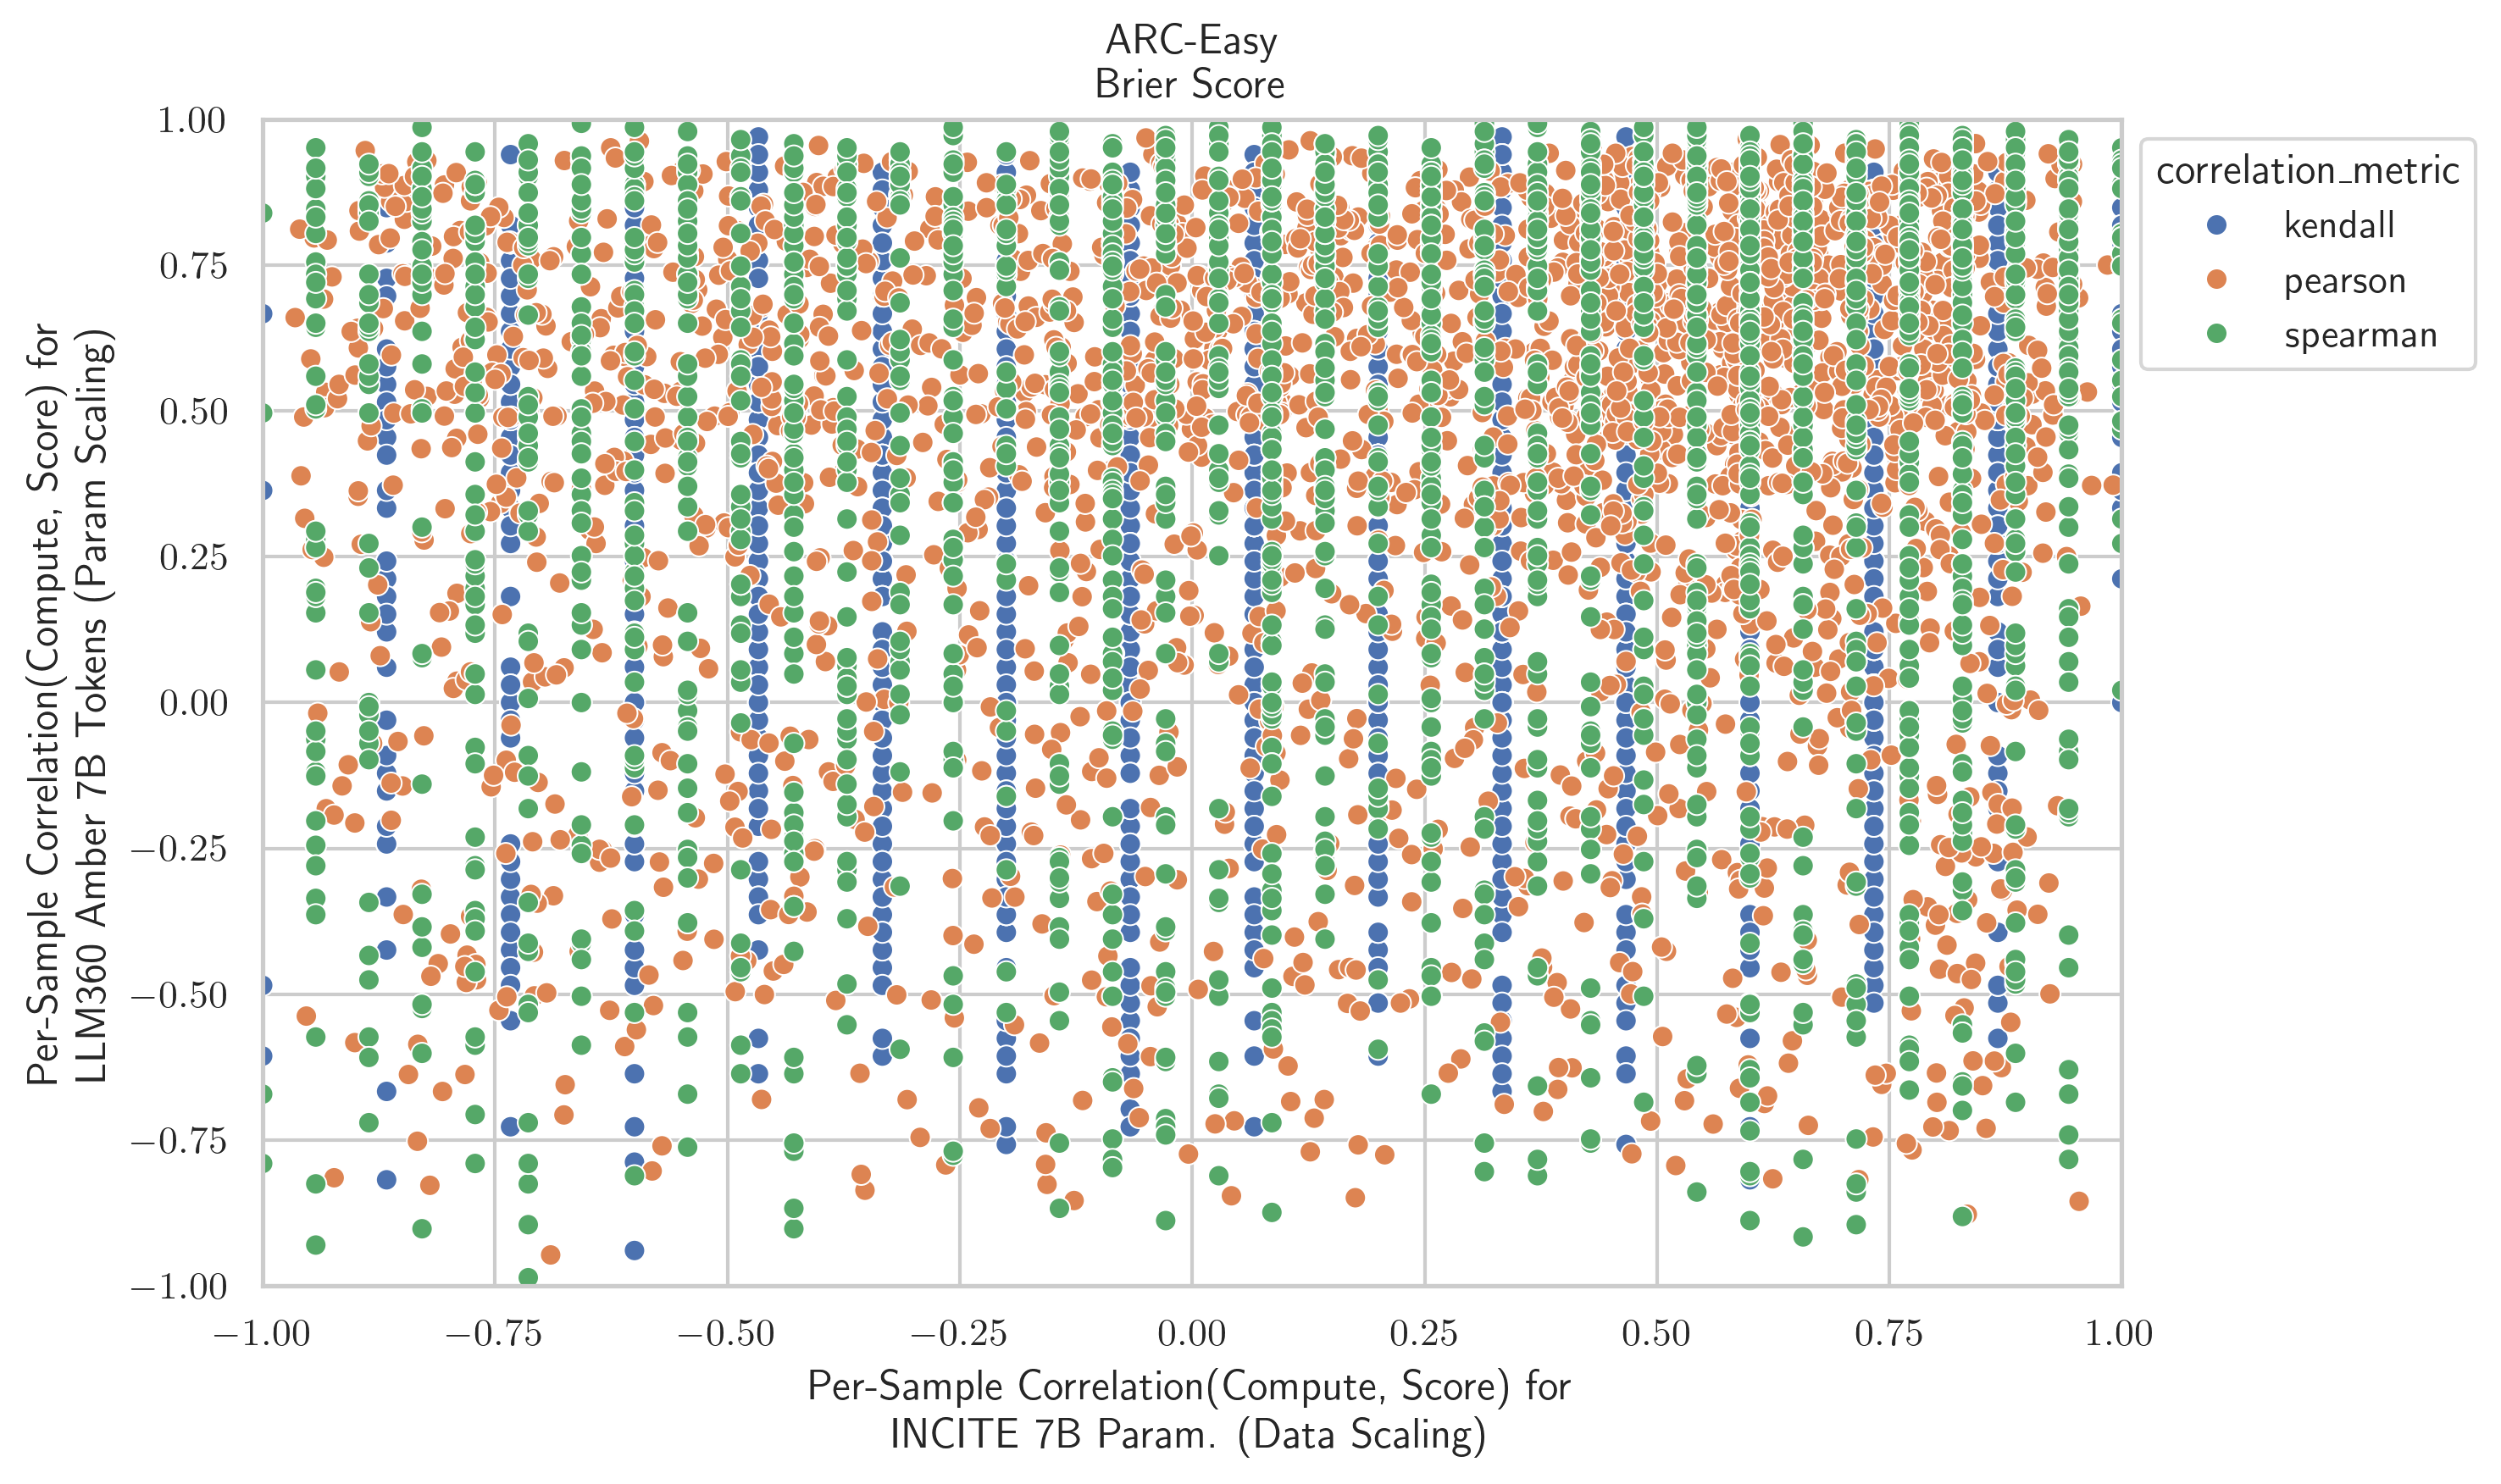 ARC-Easy
Brier Score
Per-Sample Correlation(Compute, Score) for
LLM360 Amber 7B Tokens (Param Scaling)
1.00
0.75
0.50
0.25
0.00
−0.25
−0.50
−0.75
−1.00
−1.00 −0.75 −0.50 −0.25 0.00 0.25 0.50 0.75 1.00
Per-Sample Correlation(Compute, Score) for
INCITE 7B Param. (Data Scaling)
correlation_metric
kendall
pearson
spearman